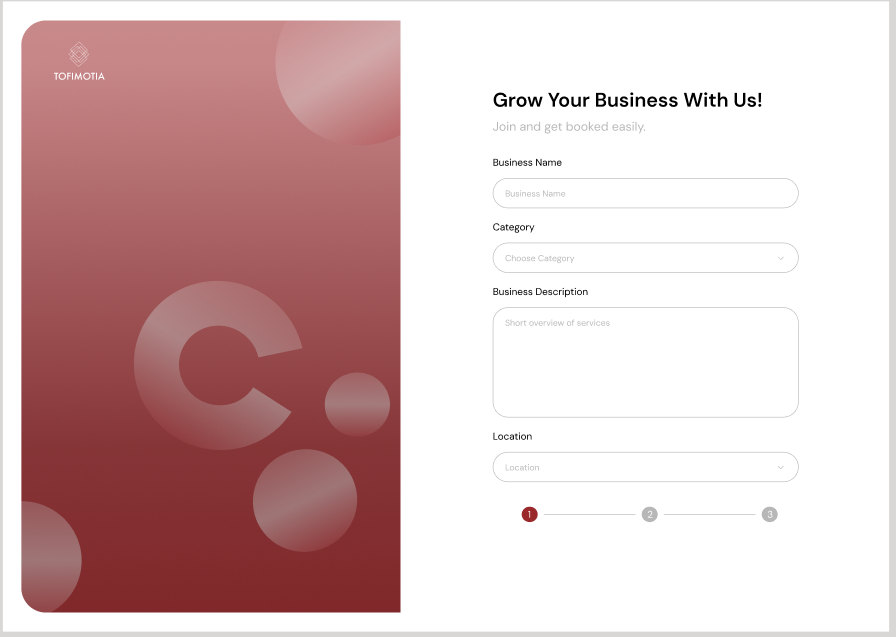 TOFIMOTIA
Grow Your Business With Us!
Join and get booked easily.
Business Name
Business Name
Category
Choose Category
Business Description
Short overview of services
Location
Location
1 2 3